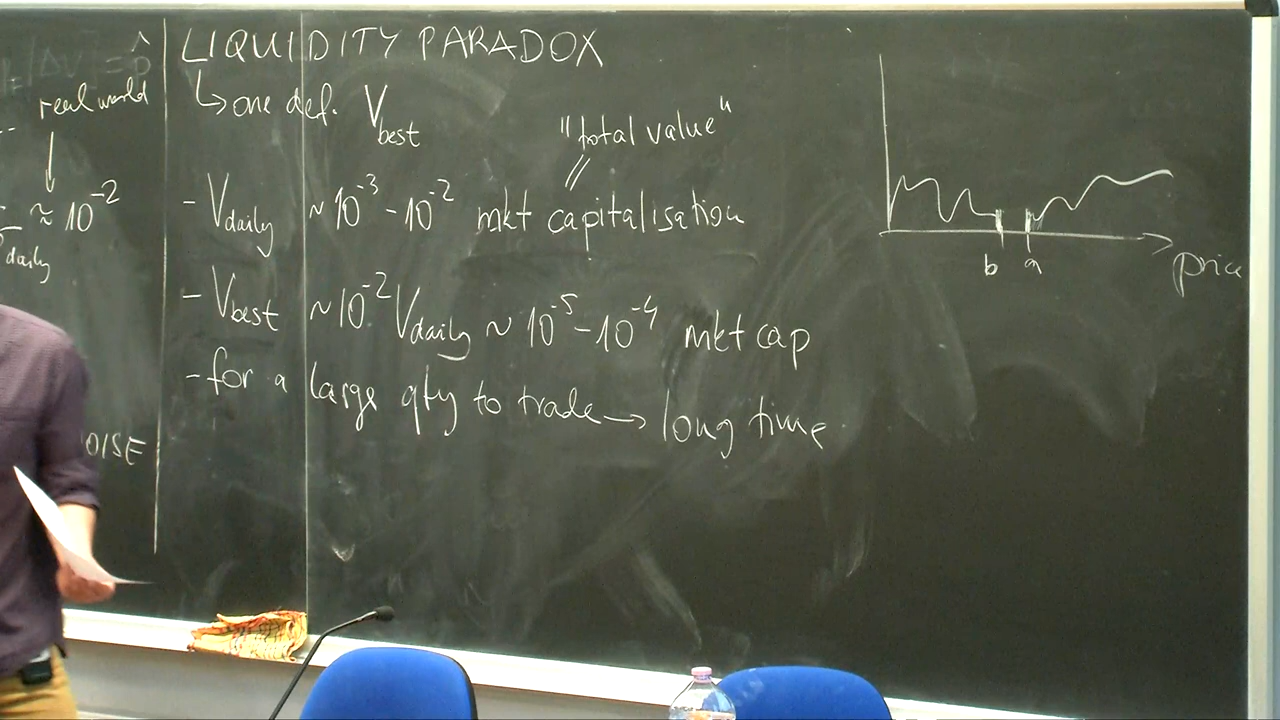 real world
≈ 10^-2
daily
OISE
LIQUIDITY PARADOX
↳ one def. V_best
"total value"
- V_daily ~ 10^-3 - 10^-2 mkt capitalisation
- V_best ~ 10^-2 V_daily ~ 10^-5 - 10^-4 mkt cap
- for a large qty to trade → long time
b a
price